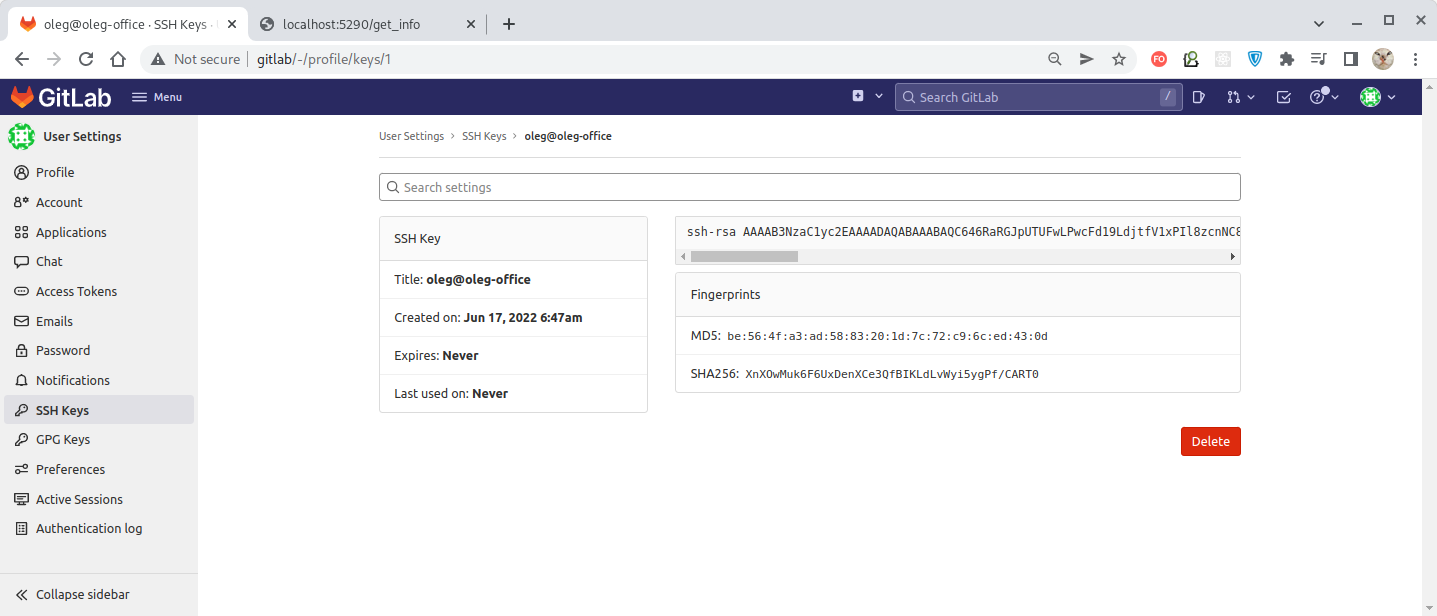 oleg@oleg-office · SSH Keys ·
localhost:5290/get_info
Not secure
gitlab/-/profile/keys/1
FO
GitLab
Menu
Search GitLab
/
User Settings
Profile
Account
Applications
Chat
Access Tokens
Emails
Password
Notifications
SSH Keys
GPG Keys
Preferences
Active Sessions
Authentication log
Collapse sidebar
User Settings › SSH Keys › oleg@oleg-office
Search settings
SSH Key
Title: oleg@oleg-office
Created on: Jun 17, 2022 6:47am
Expires: Never
Last used on: Never
ssh-rsa AAAAB3NzaC1yc2EAAAADAQABAAABAQC646RaRGJpUTUFwLPwcFd19LdjtfV1xPIl8zcnNC8
Fingerprints
MD5: be:56:4f:a3:ad:58:83:20:1d:7c:72:c9:6c:ed:43:0d
SHA256: XnXOwMuk6F6UxDenXCe3QfBIKLdLvWyi5ygPf/CART0
Delete